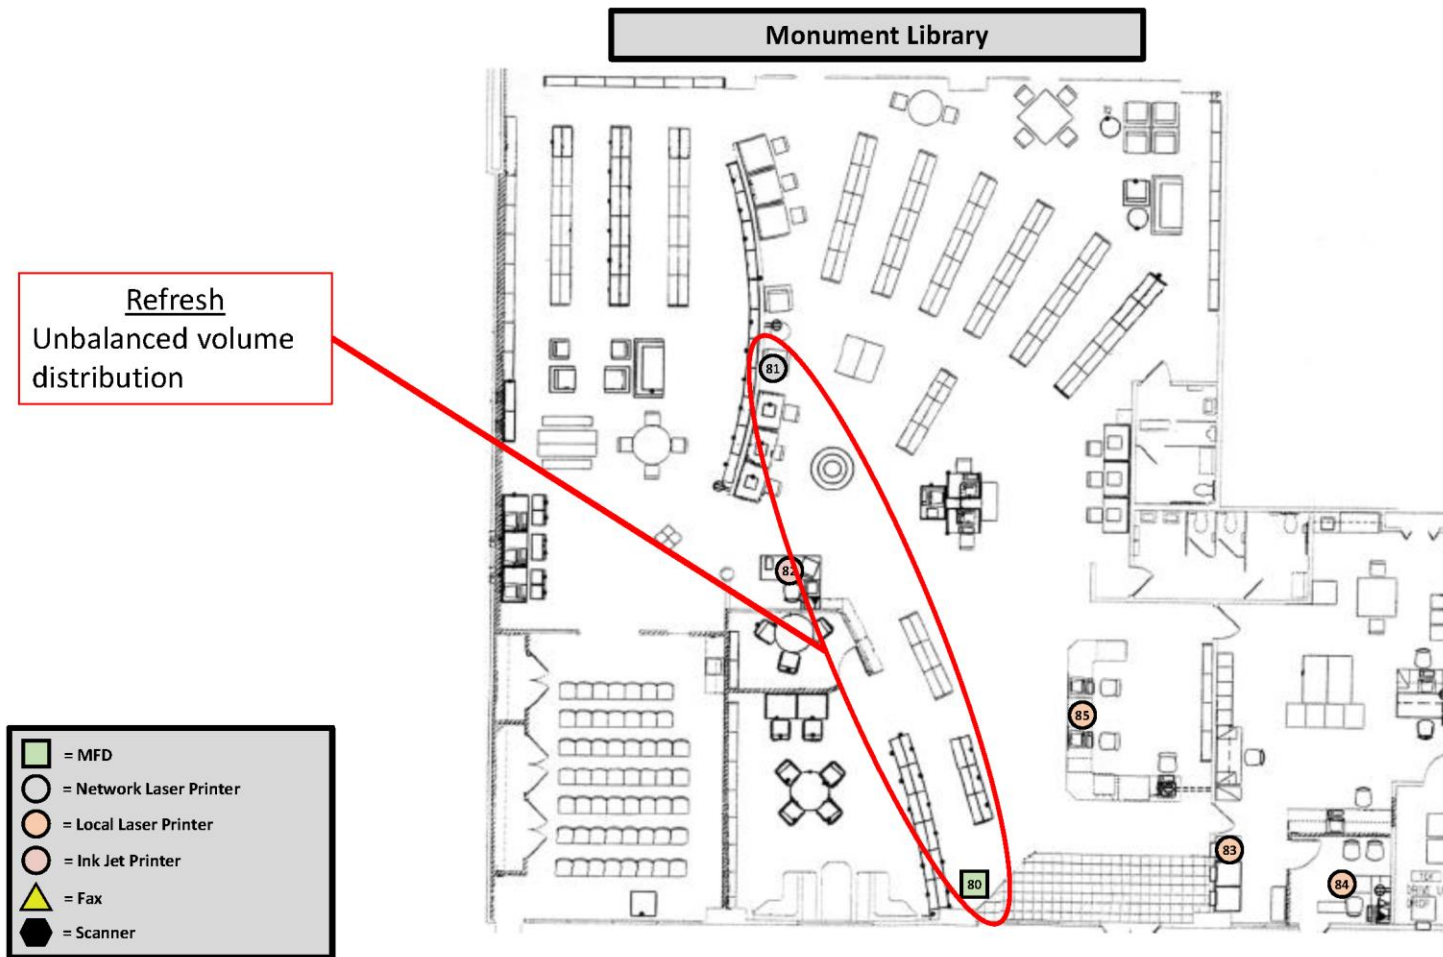 Monument Library
Refresh
Unbalanced volume
distribution
81
82
85
83
80
84
= MFD
= Network Laser Printer
= Local Laser Printer
= Ink Jet Printer
= Fax
= Scanner